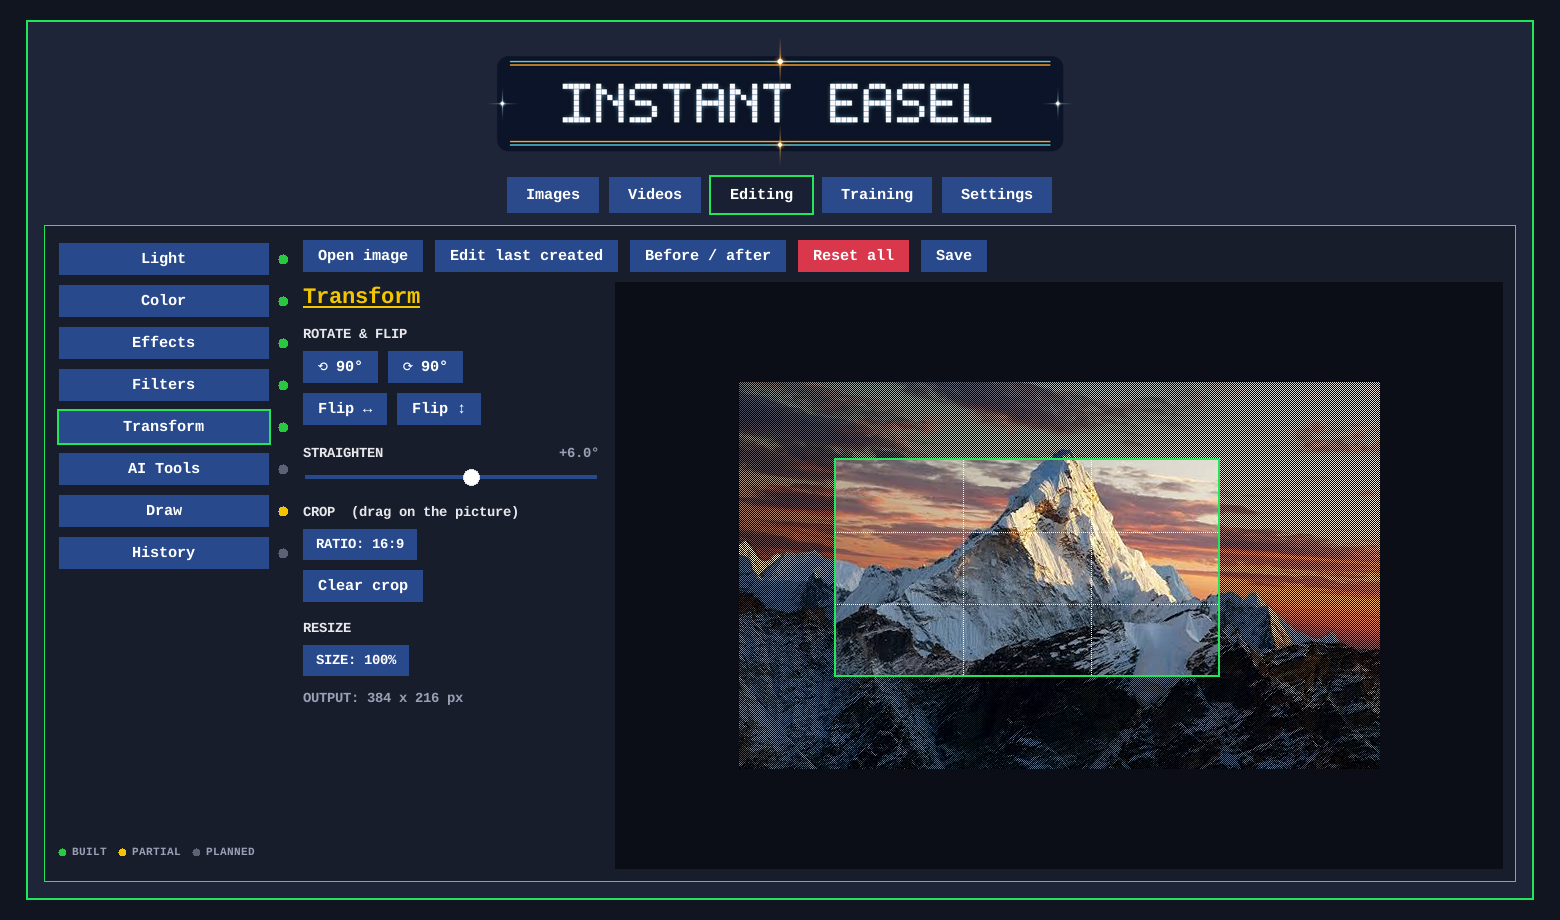 INSTANT EASEL
Images Videos Editing Training Settings
Open image Edit last created Before / after Reset all Save
Light
Color
Effects
Filters
Transform
AI Tools
Draw
History
Transform
ROTATE & FLIP
⟲ 90° ⟳ 90°
Flip ↔ Flip ↕
STRAIGHTEN +6.0°
CROP (drag on the picture)
RATIO: 16:9
Clear crop
RESIZE
SIZE: 100%
OUTPUT: 384 x 216 px
BUILT PARTIAL PLANNED